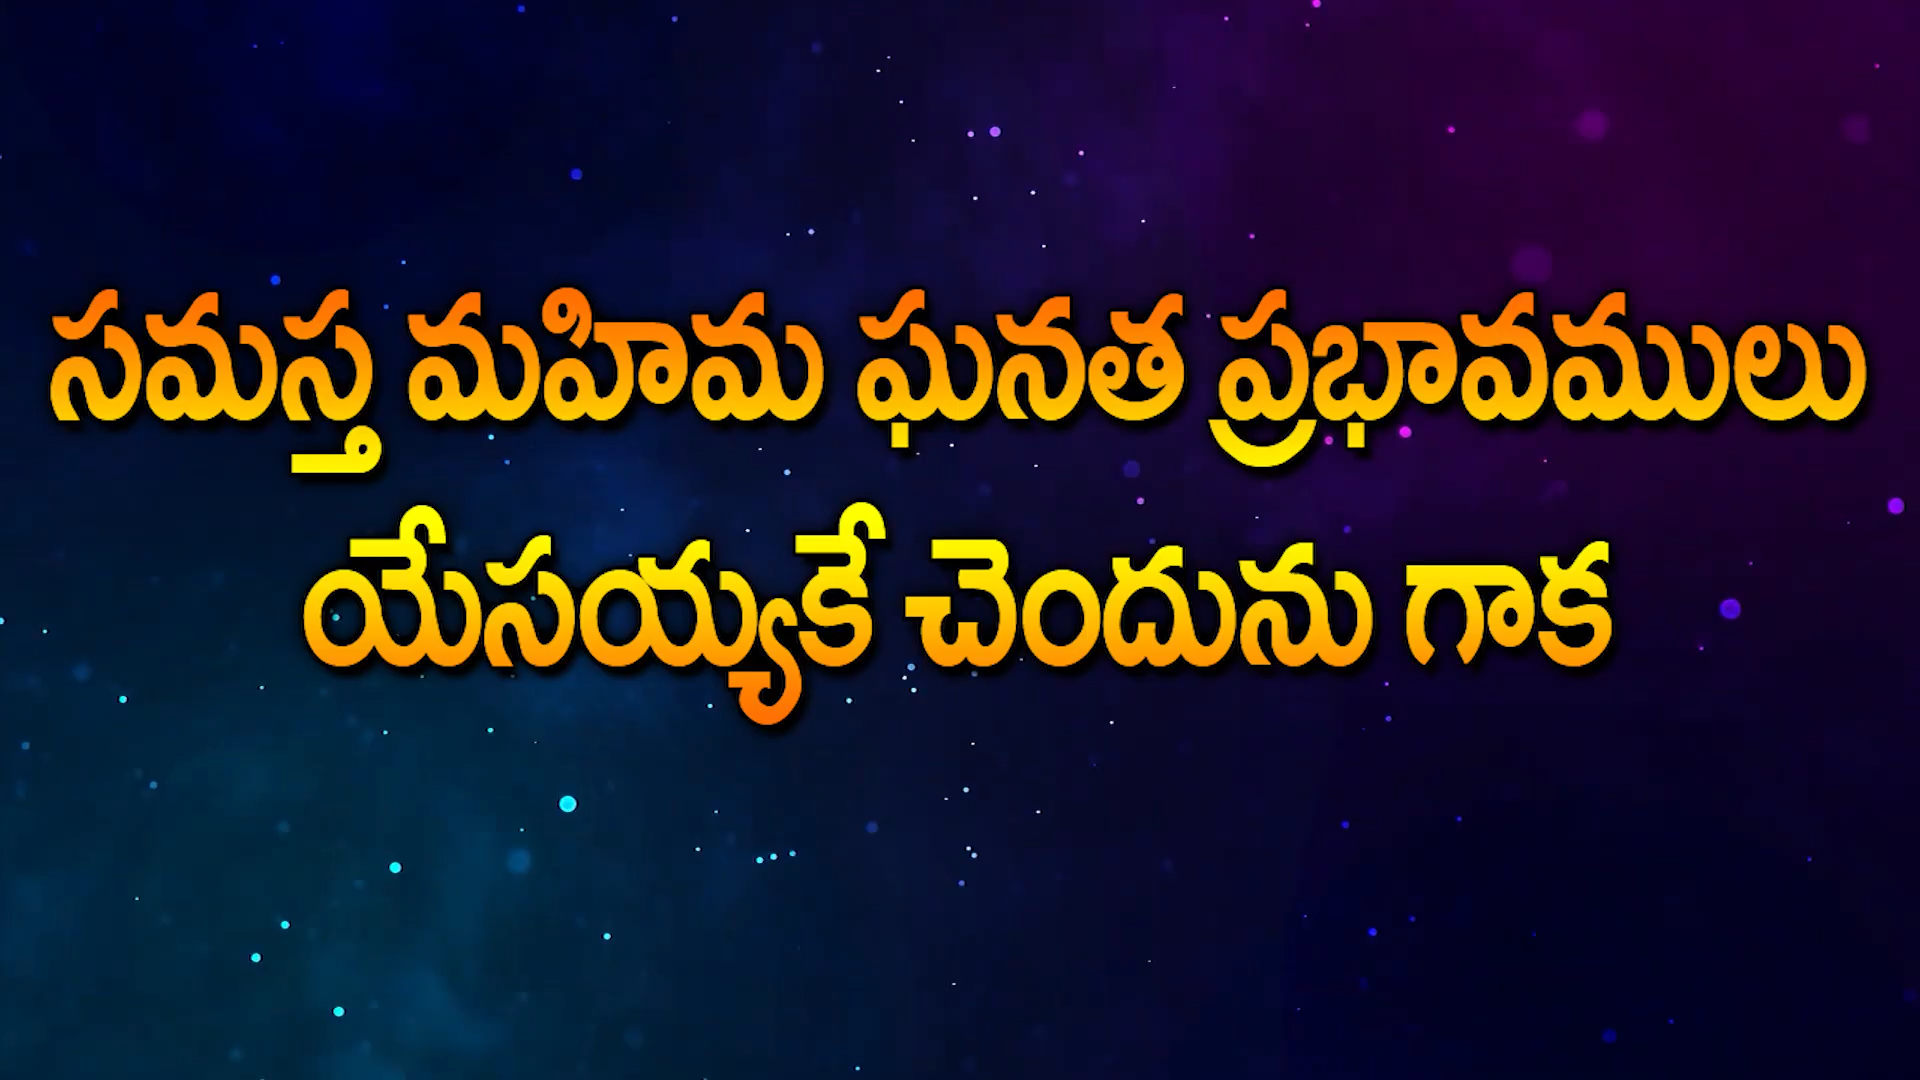 సమస్త మహిమ ఘనత ప్రభావములు
యేసయ్యకే చెందును గాక